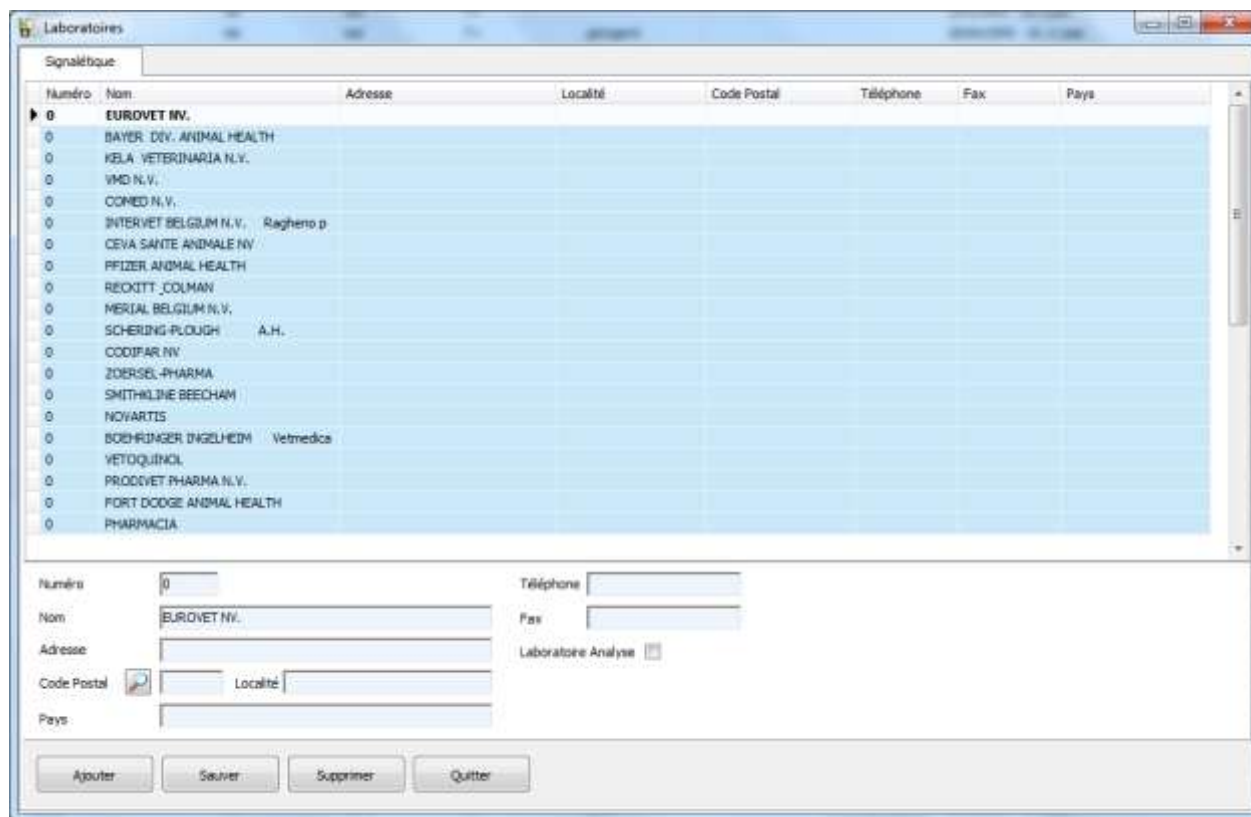 Laboratoires
Signalétique
Numéro Nom Adresse Localité Code Postal Téléphone Fax Pays
0 EUROVET NV.
0 BAYER DIV. ANIMAL HEALTH
0 KELA VETERINARIA N.V.
0 VMD N.V.
0 COMED N.V.
0 INTERVET BELGIUM N.V. Ragheno p
0 CEVA SANTE ANIMALE NV
0 PFIZER ANIMAL HEALTH
0 RECKITT_COLMAN
0 MERIAL BELGIUM N.V.
0 SCHERING-PLOUGH A.H.
0 CODIFAR NV
0 ZOERSEL-PHARMA
0 SMITHKLINE BEECHAM
0 NOVARTIS
0 BOEHRINGER INGELHEIM Vetmedica
0 VETOQUINOL
0 PRODIVET PHARMA N.V.
0 FORT DODGE ANIMAL HEALTH
0 PHARMACIA
Numéro 0 Téléphone
Nom EUROVET NV. Fax
Adresse Laboratoire Analyse
Code Postal Localité
Pays
Ajouter Sauver Supprimer Quitter